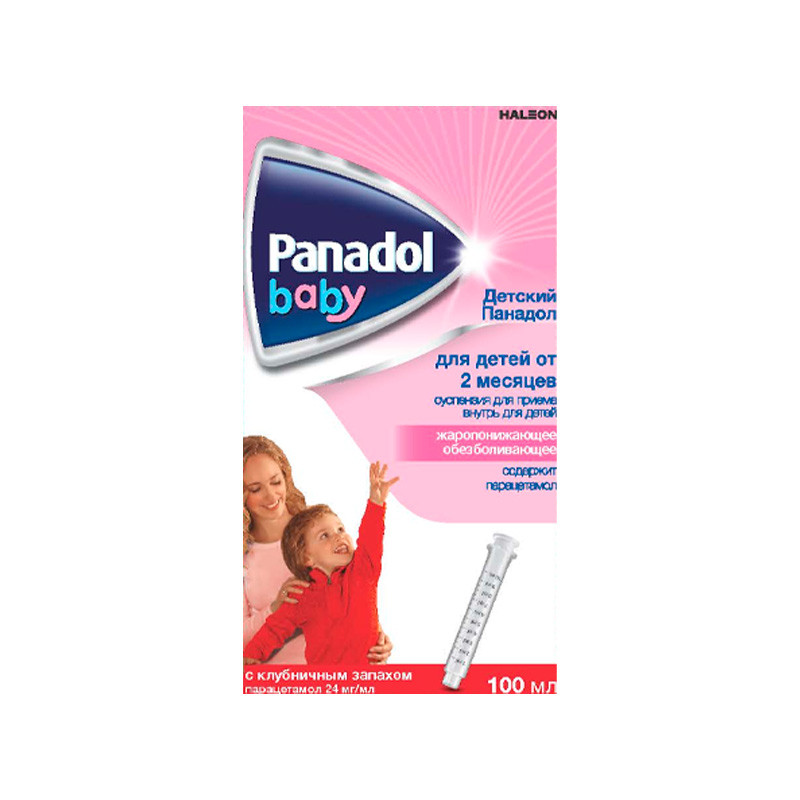 HALEON
Panadol
baby
Детский
Панадол
для детей от
2 месяцев
суспензия для приема
внутрь для детей
жаропонижающее
обезболивающее
содержит
парацетамол
с клубничным запахом
парацетамол 24 мг/мл
100 мл